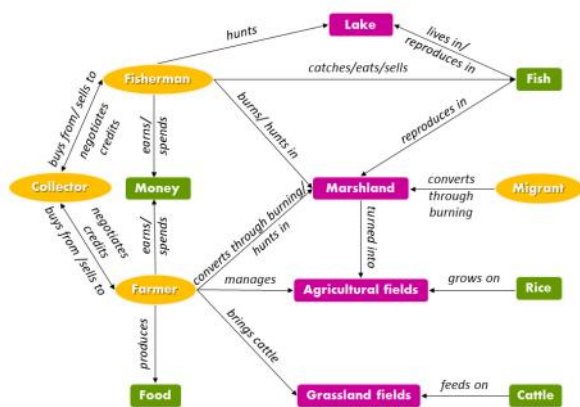 Lake
hunts
lives in/
reproduces in
Fisherman
catches/eats/sells
Fish
buys from/ sells to
negotiates
credits
earns/
spends
burns/ hunts in
reproduces in
Collector
Money
Marshland
converts
through
burning
Migrant
negotiates
credits
buys from /sells to
earns/
spends
converts through burning/
hunts in
turned into
Farmer
manages
Agricultural fields
grows on
Rice
produces
brings cattle
Food
Grassland fields
feeds on
Cattle